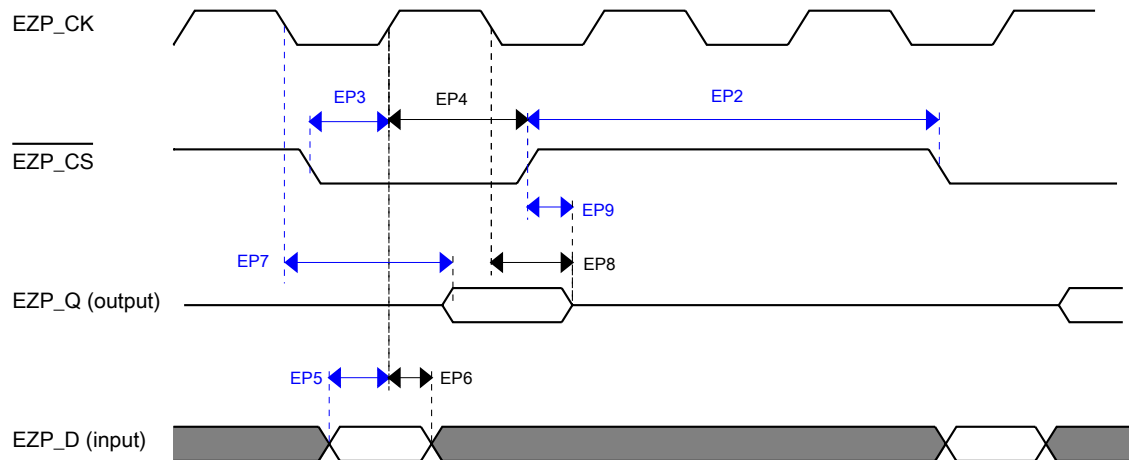 EZP_CK
EP3
EP4
EP2
EZP_CS
EP9
EP7
EP8
EZP_Q (output)
EP5
EP6
EZP_D (input)